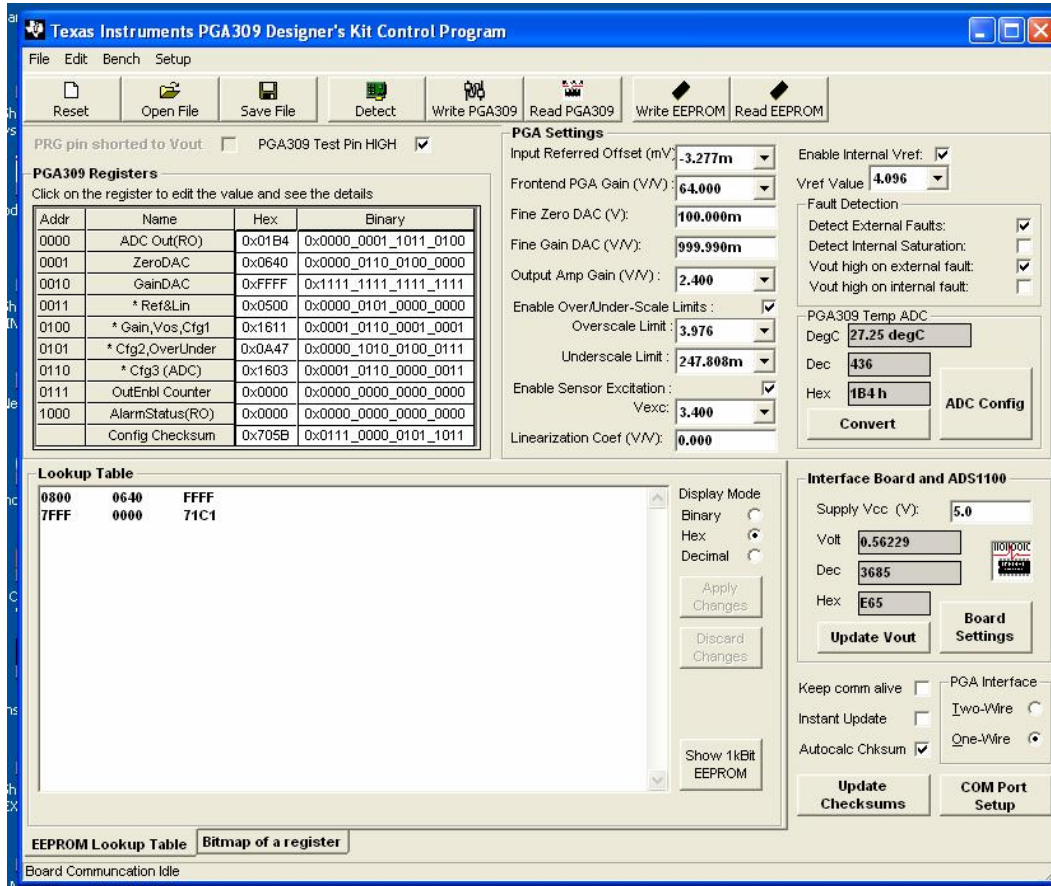 Texas Instruments PGA309 Designer's Kit Control Program
File Edit Bench Setup
Reset Open File Save File Detect Write PGA309 Read PGA309 Write EEPROM Read EEPROM
PRG pin shorted to Vout PGA309 Test Pin HIGH
PGA309 Registers
Click on the register to edit the value and see the details
Addr Name Hex Binary
0000 ADC Out(RO) 0x01B4 0x0000_0001_1011_0100
0001 ZeroDAC 0x0640 0x0000_0110_0100_0000
0010 GainDAC 0xFFFF 0x1111_1111_1111_1111
0011 * Ref&Lin 0x0500 0x0000_0101_0000_0000
0100 * Gain,Vos,Cfg1 0x1611 0x0001_0110_0001_0001
0101 * Cfg2,OverUnder 0x0A47 0x0000_1010_0100_0111
0110 * Cfg3 (ADC) 0x1603 0x0001_0110_0000_0011
0111 OutEnbl Counter 0x0000 0x0000_0000_0000_0000
1000 AlarmStatus(RO) 0x0000 0x0000_0000_0000_0000
Config Checksum 0x705B 0x0111_0000_0101_1011
PGA Settings
Input Referred Offset (mV) -3.277m
Frontend PGA Gain (V/V) : 64.000
Fine Zero DAC (V): 100.000m
Fine Gain DAC (V/V): 999.990m
Output Amp Gain (V/V) : 2.400
Enable Over/Under-Scale Limits :
Overscale Limit : 3.976
Underscale Limit : 247.808m
Enable Sensor Excitation :
Vexc: 3.400
Linearization Coef (V/V): 0.000
Enable Internal Vref:
Vref Value 4.096
Fault Detection
Detect External Faults:
Detect Internal Saturation:
Vout high on external fault:
Vout high on internal fault:
PGA309 Temp ADC
DegC 27.25 degC
Dec 436
Hex 1B4 h
Convert
ADC Config
Lookup Table
0800 0640 FFFF
7FFF 0000 71C1
Display Mode
Binary
Hex
Decimal
Apply
Changes
Discard
Changes
Show 1kBit
EEPROM
Interface Board and ADS1100
Supply Vcc (V): 5.0
Volt 0.56229
Dec 3685
Hex E65
Update Vout
Board
Settings
Keep comm alive
Instant Update
Autocalc Chksum
PGA Interface
Two-Wire
One-Wire
Update
Checksums
COM Port
Setup
EEPROM Lookup Table Bitmap of a register
Board Communcation Idle